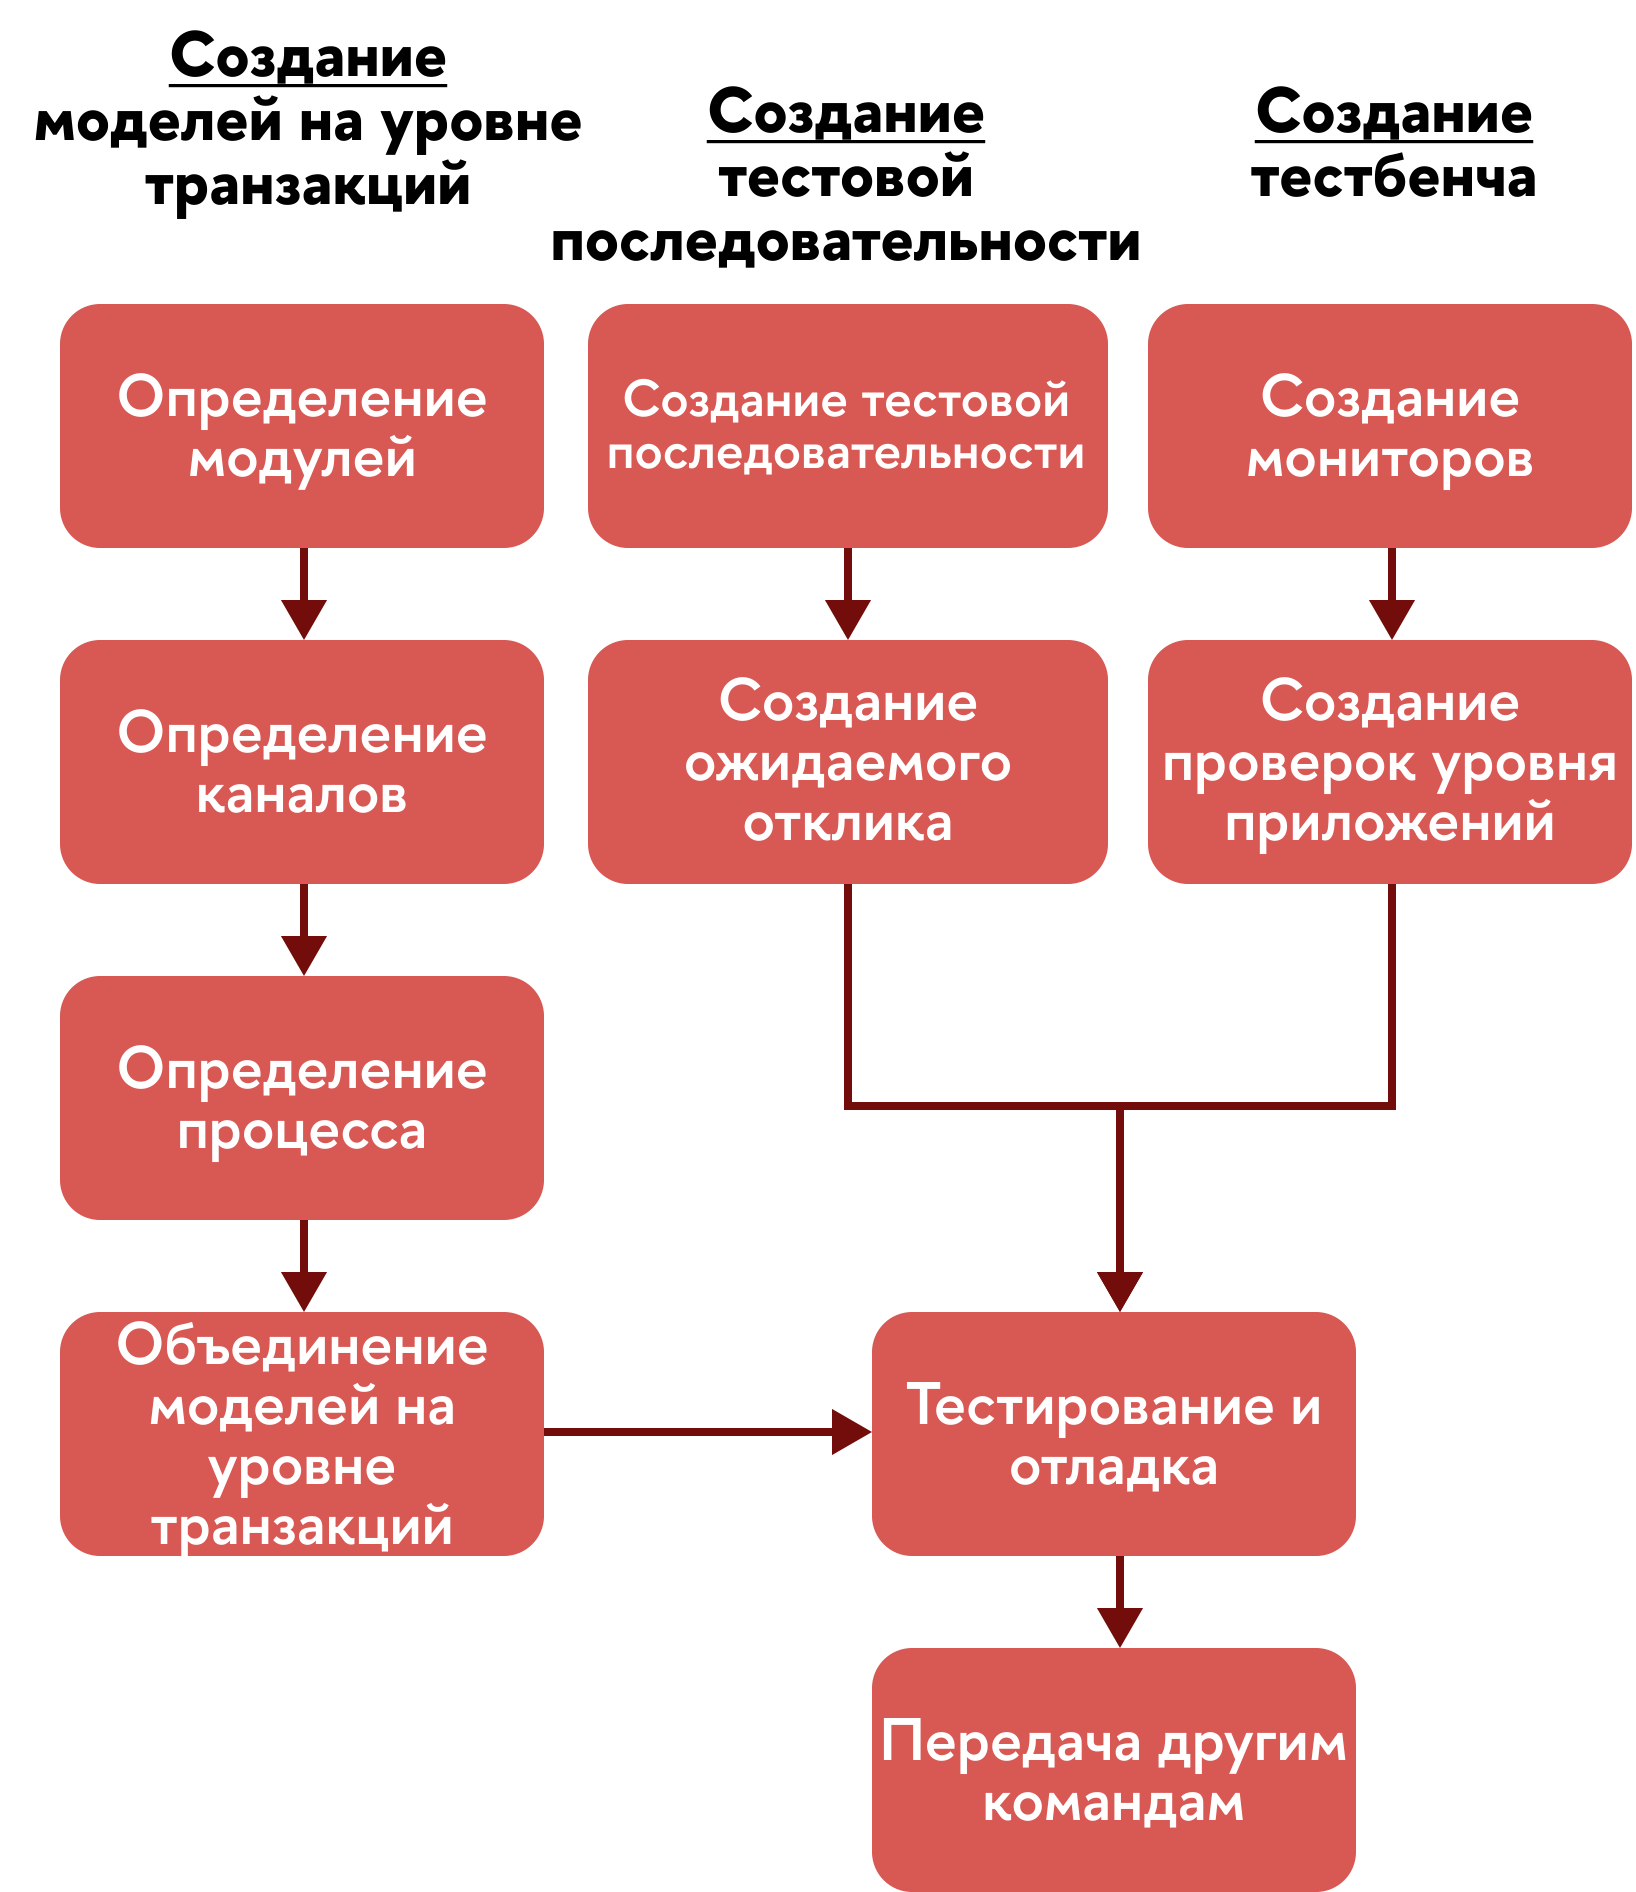 Создание
моделей на уровне
транзакций
Создание
тестовой
последовательности
Создание
тестбенча
Определение
модулей
Создание тестовой
последовательности
Создание
мониторов
Определение
каналов
Создание
ожидаемого
отклика
Создание
проверок уровня
приложений
Определение
процесса
Объединение
моделей на
уровне
транзакций
Тестирование и
отладка
Передача другим
командам